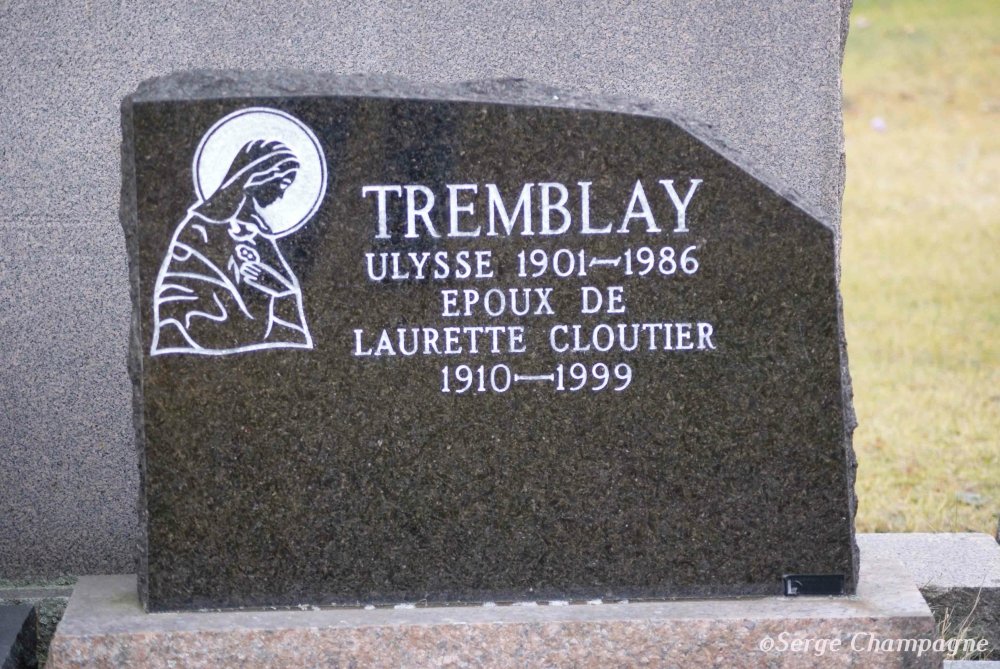 TREMBLAY
ULYSSE 1901—1986
EPOUX DE
LAURETTE CLOUTIER
1910—1999
©Serge Champagne